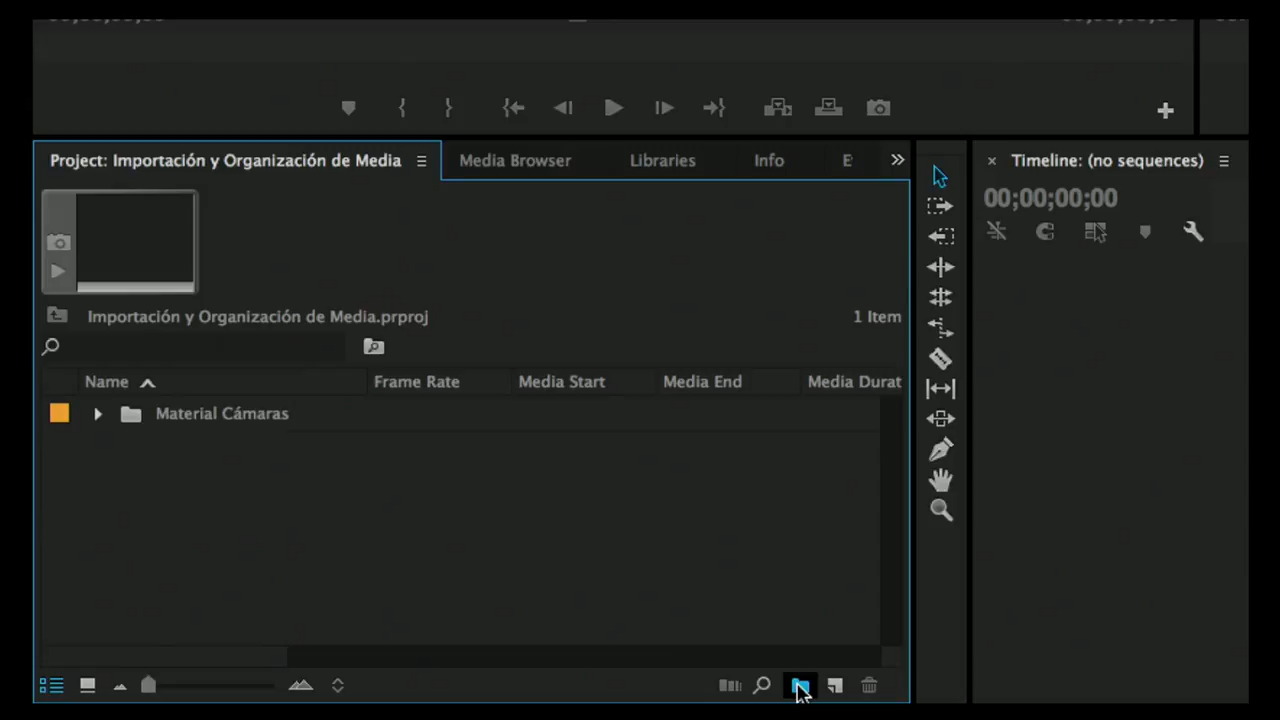 Project: Importación y Organización de Media
Media Browser
Libraries
Info
Timeline: (no sequences)
00;00;00;00
Importación y Organización de Media.prproj
1 Item
Name
Frame Rate
Media Start
Media End
Media Durat
Material Cámaras